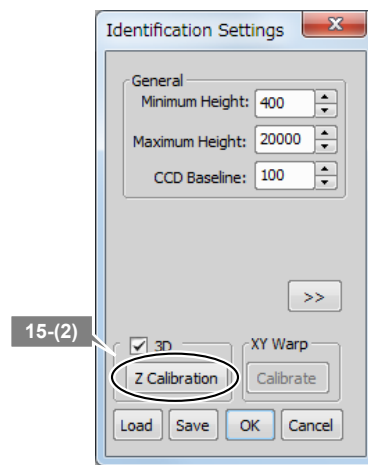 Identification Settings
General
Minimum Height: 400
Maximum Height: 20000
CCD Baseline: 100
>>
15-(2)
3D
XY Warp
Z Calibration
Calibrate
Load Save OK Cancel